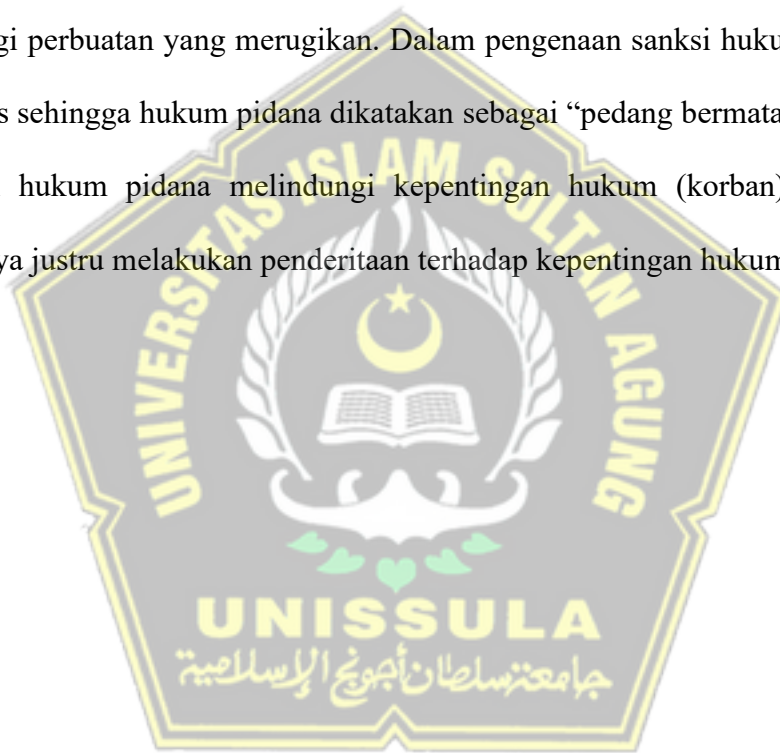 gi perbuatan yang merugikan. Dalam pengenaan sanksi huku
s sehingga hukum pidana dikatakan sebagai “pedang bermata
hukum pidana melindungi kepentingan hukum (korban)
ya justru melakukan penderitaan terhadap kepentingan hukum
UNIVERSITAS ISLAM SULTAN AGUNG
UNISSULA
جامعة سلطان أجونج الإسلامية